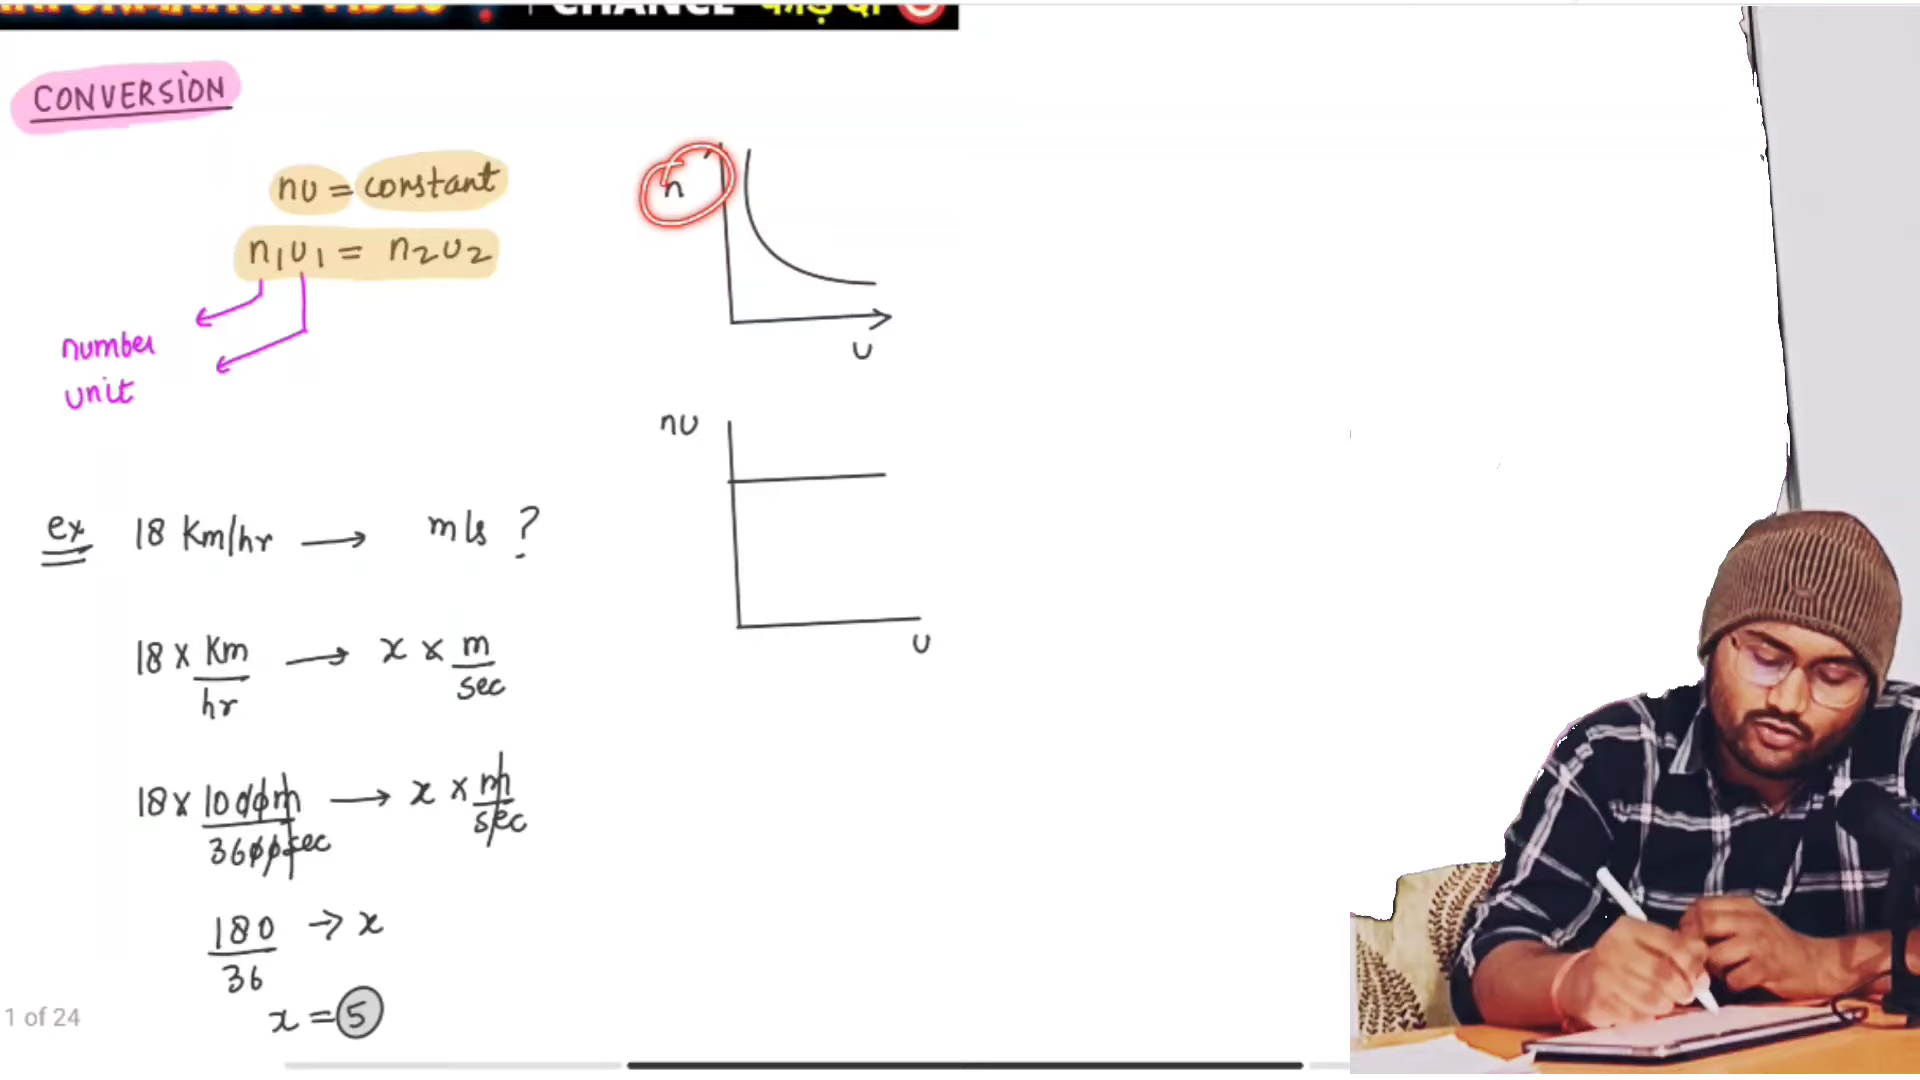 CHANCE
CONVERSION
nu = constant
n₁u₁ = n₂u₂
number
unit
n
u
nu
u
ex 18 Km/hr → m/s ?
18 × Km/hr → x × m/sec
18 × 1000m/3600sec → x × m/sec
180/36 → x
x = 5
1 of 24